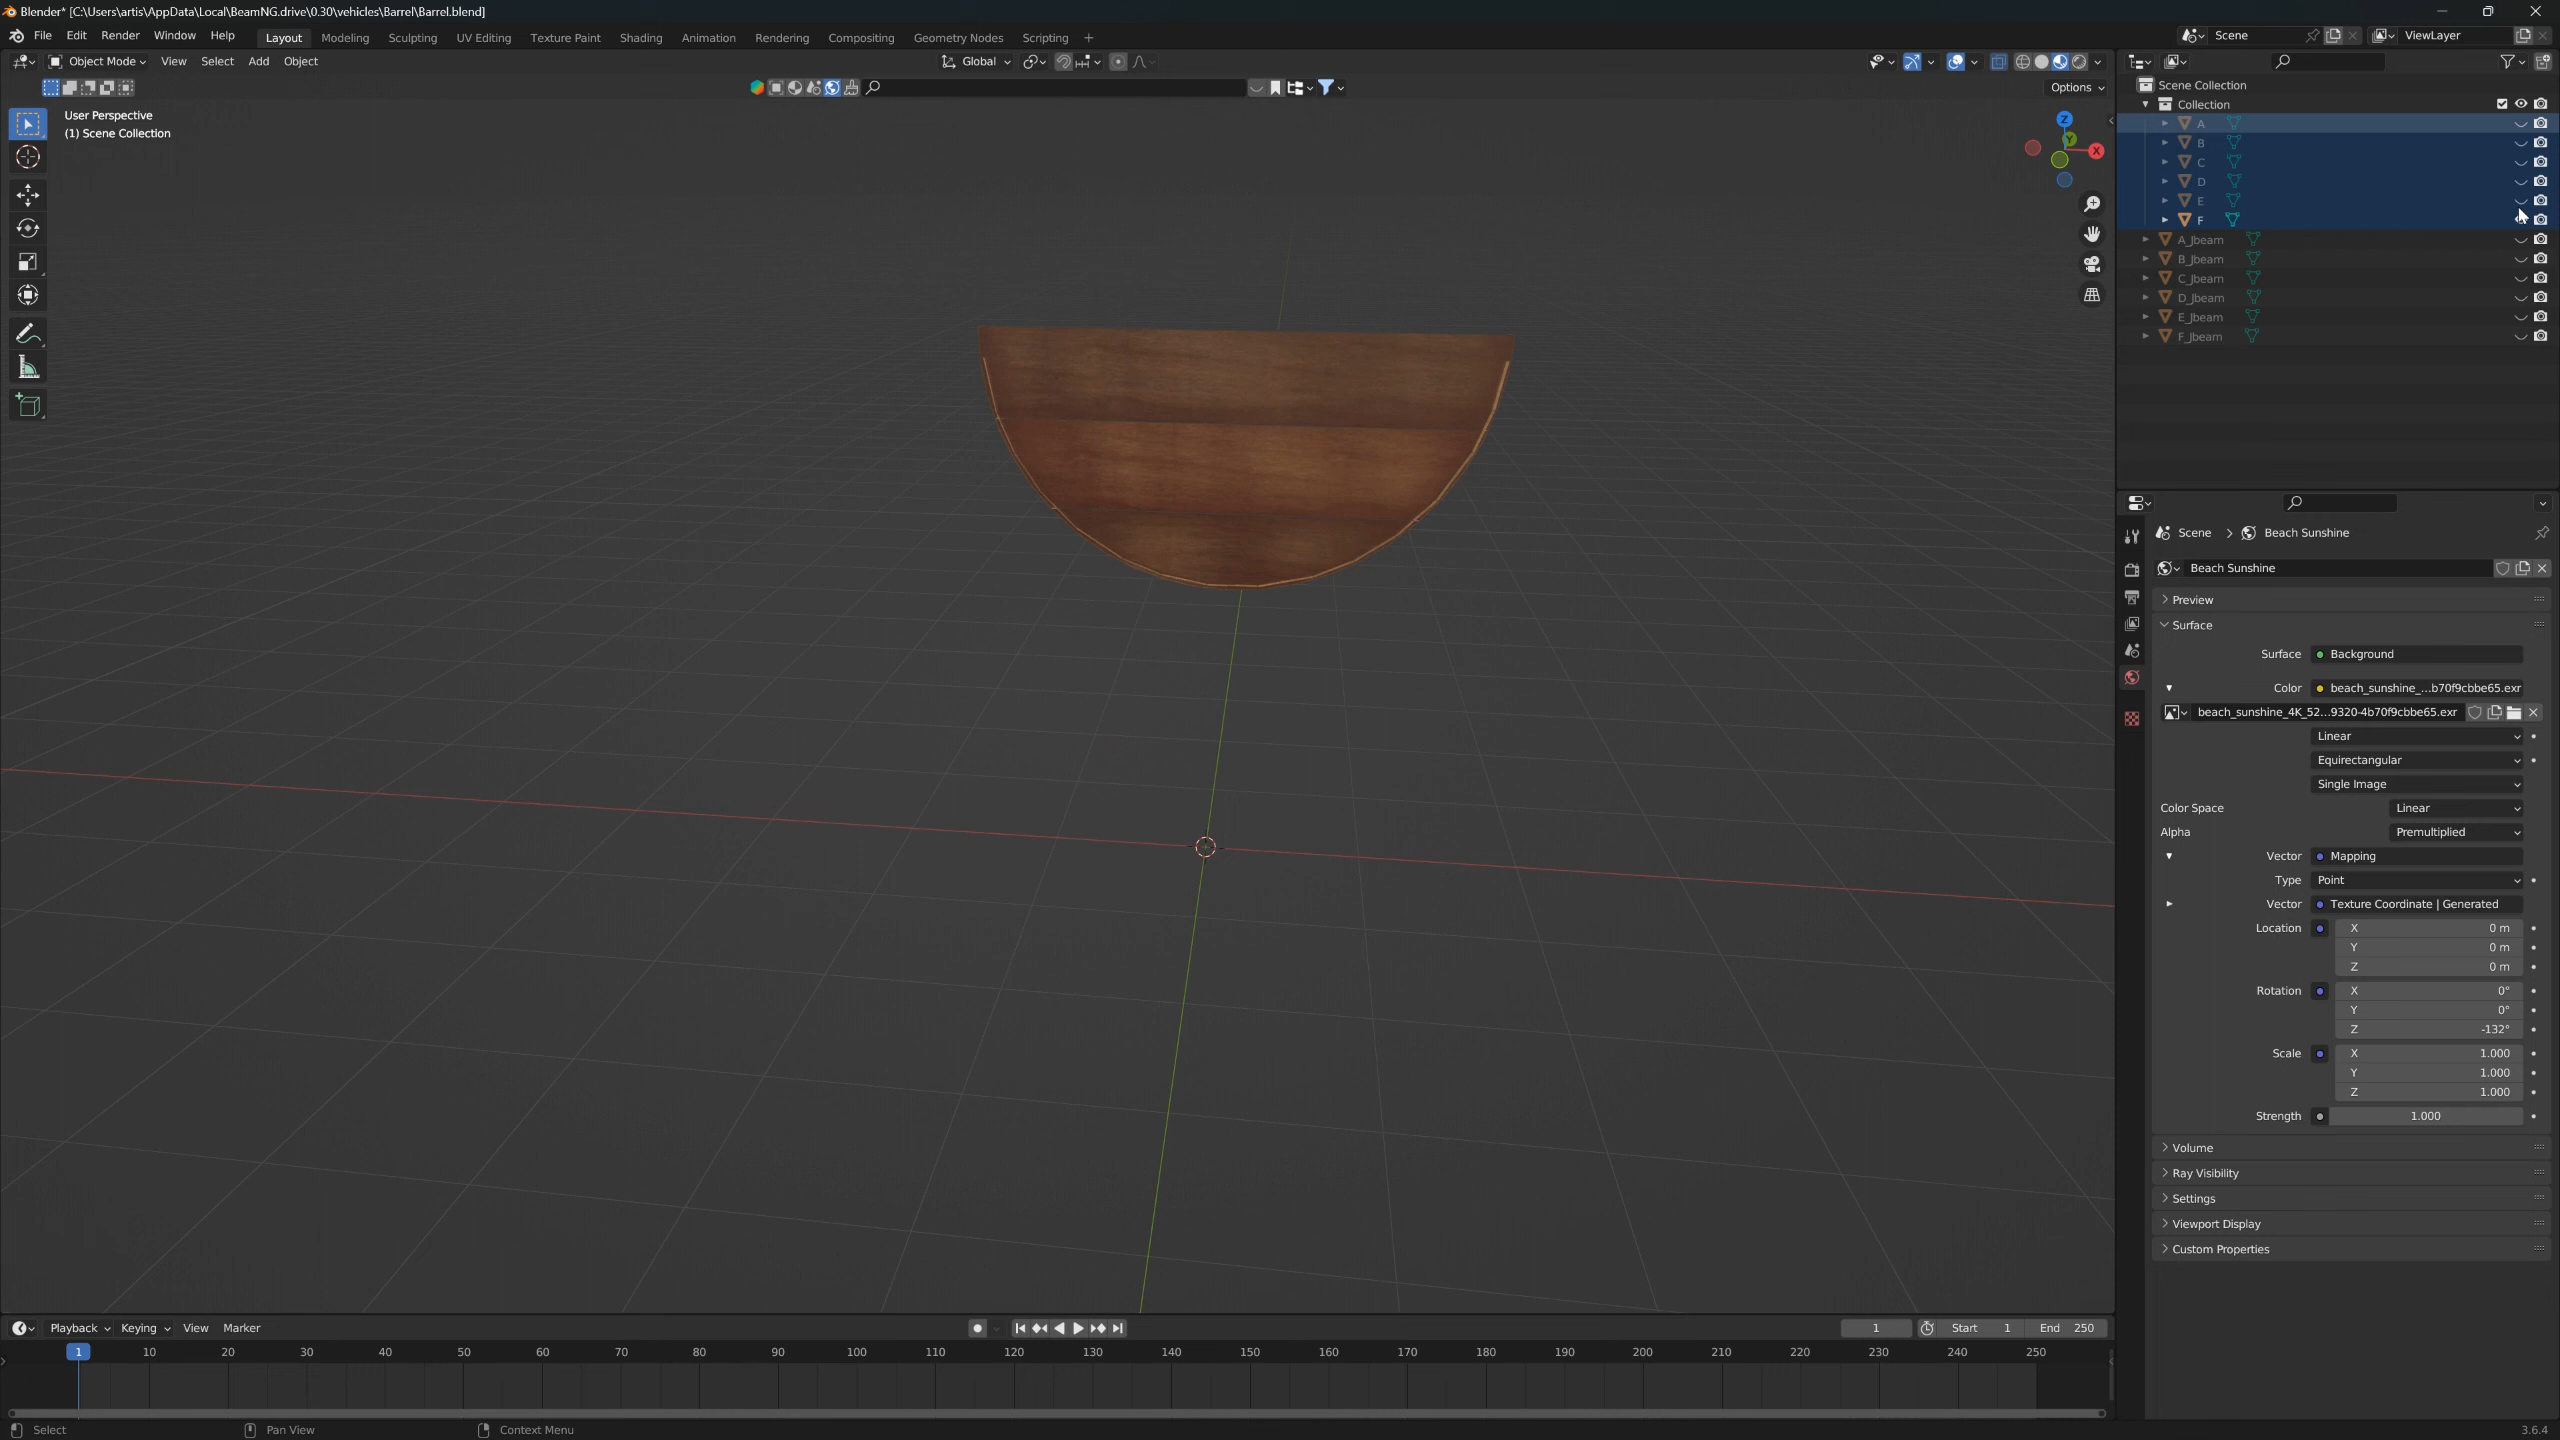 Blender* [C:\Users\artis\AppData\Local\BeamNG.drive\0.30\vehicles\Barrel\Barrel.blend]
File Edit Render Window Help Layout Modeling Sculpting UV Editing Texture Paint Shading Animation Rendering Compositing Geometry Nodes Scripting + Scene ViewLayer
Object Mode View Select Add Object Global
Options
User Perspective
(1) Scene Collection
Z
Y
X
Scene Collection
Collection
A
B
C
D
E
F
A_Jbeam
B_Jbeam
C_Jbeam
D_Jbeam
E_Jbeam
F_Jbeam
Scene > Beach Sunshine
Beach Sunshine
Preview
Surface
Surface Background
Color beach_sunshine_...b70f9cbbe65.exr
beach_sunshine_4K_52...9320-4b70f9cbbe65.exr
Linear
Equirectangular
Single Image
Color Space Linear
Alpha Premultiplied
Vector Mapping
Type Point
Vector Texture Coordinate | Generated
Location X 0 m
Y 0 m
Z 0 m
Rotation X 0°
Y 0°
Z -132°
Scale X 1.000
Y 1.000
Z 1.000
Strength 1.000
Volume
Ray Visibility
Settings
Viewport Display
Custom Properties
Playback Keying View Marker 1 Start 1 End 250
1 10 20 30 40 50 60 70 80 90 100 110 120 130 140 150 160 170 180 190 200 210 220 230 240 250
Select Pan View Context Menu 3.6.4